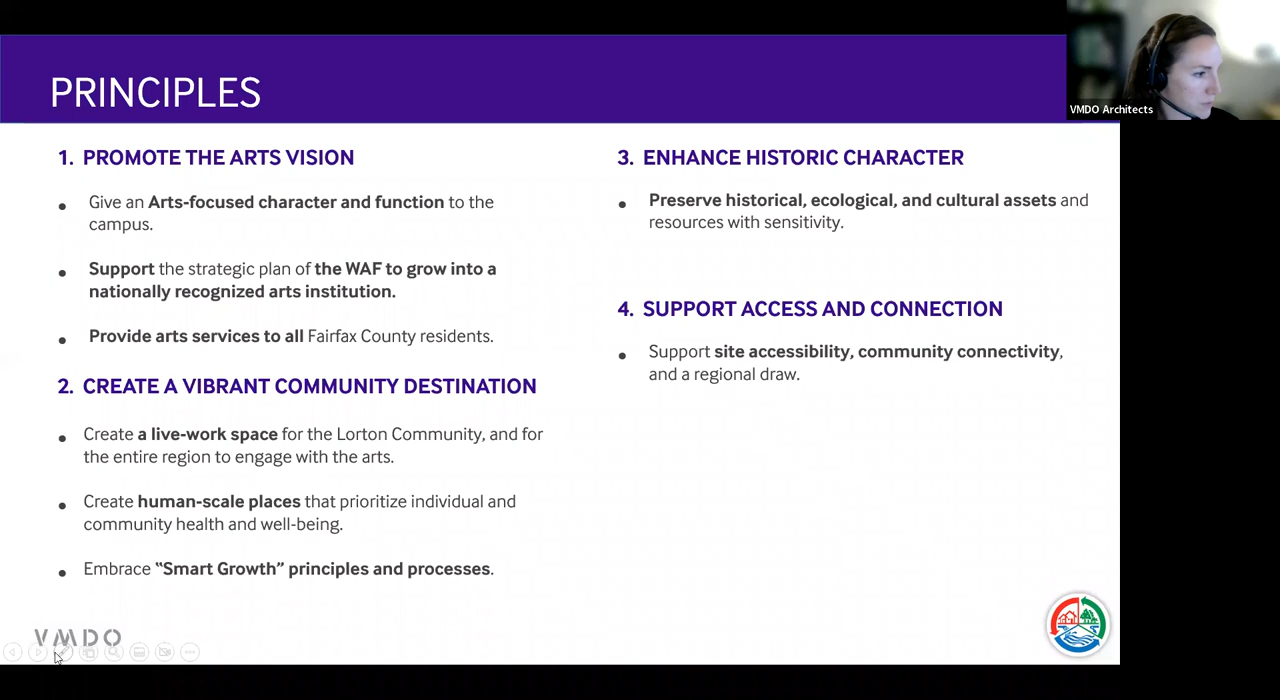 PRINCIPLES
VMDO Architects
1. PROMOTE THE ARTS VISION
• Give an Arts-focused character and function to the
campus.
• Support the strategic plan of the WAF to grow into a
nationally recognized arts institution.
• Provide arts services to all Fairfax County residents.
2. CREATE A VIBRANT COMMUNITY DESTINATION
• Create a live-work space for the Lorton Community, and for
the entire region to engage with the arts.
• Create human-scale places that prioritize individual and
community health and well-being.
• Embrace “Smart Growth” principles and processes.
3. ENHANCE HISTORIC CHARACTER
• Preserve historical, ecological, and cultural assets and
resources with sensitivity.
4. SUPPORT ACCESS AND CONNECTION
• Support site accessibility, community connectivity,
and a regional draw.
VMDO